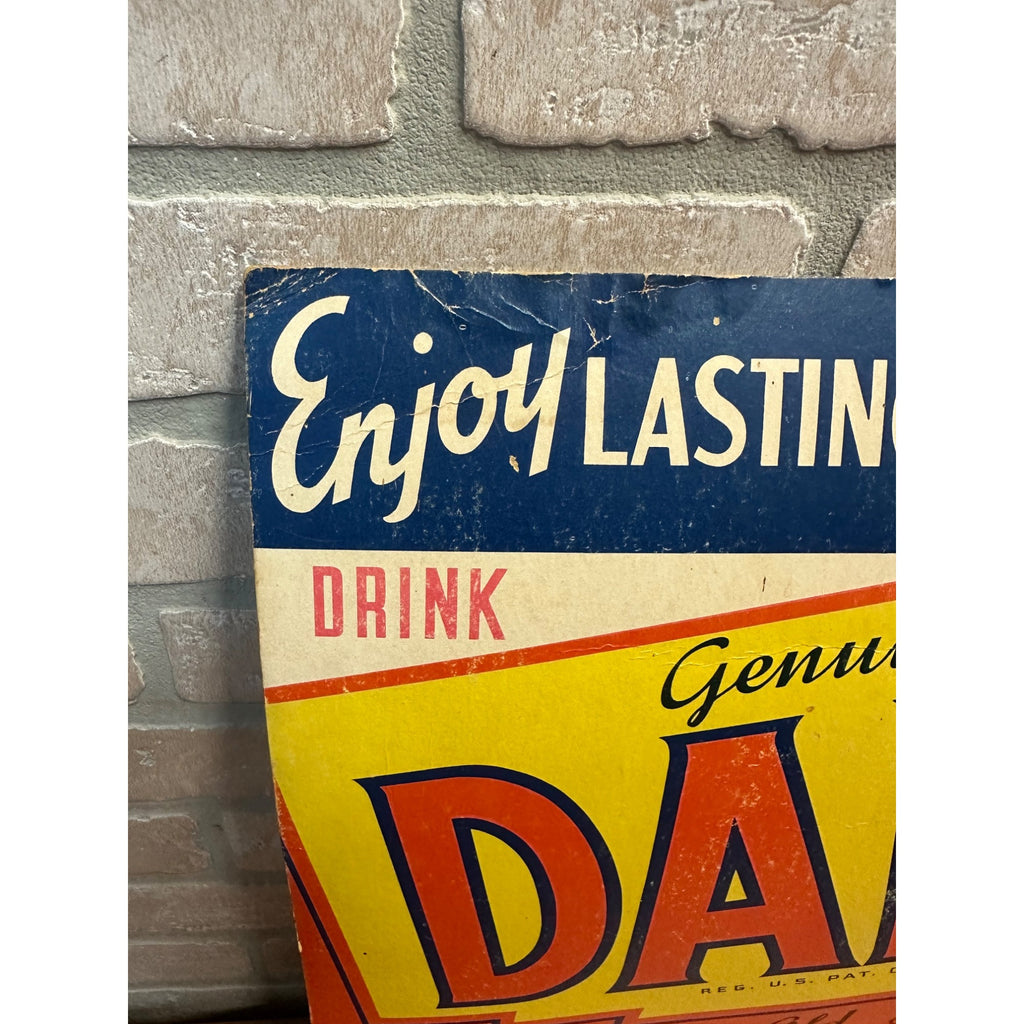 Enjoy LASTIN
DRINK
Genu
DA
REG. U.S. PAT.